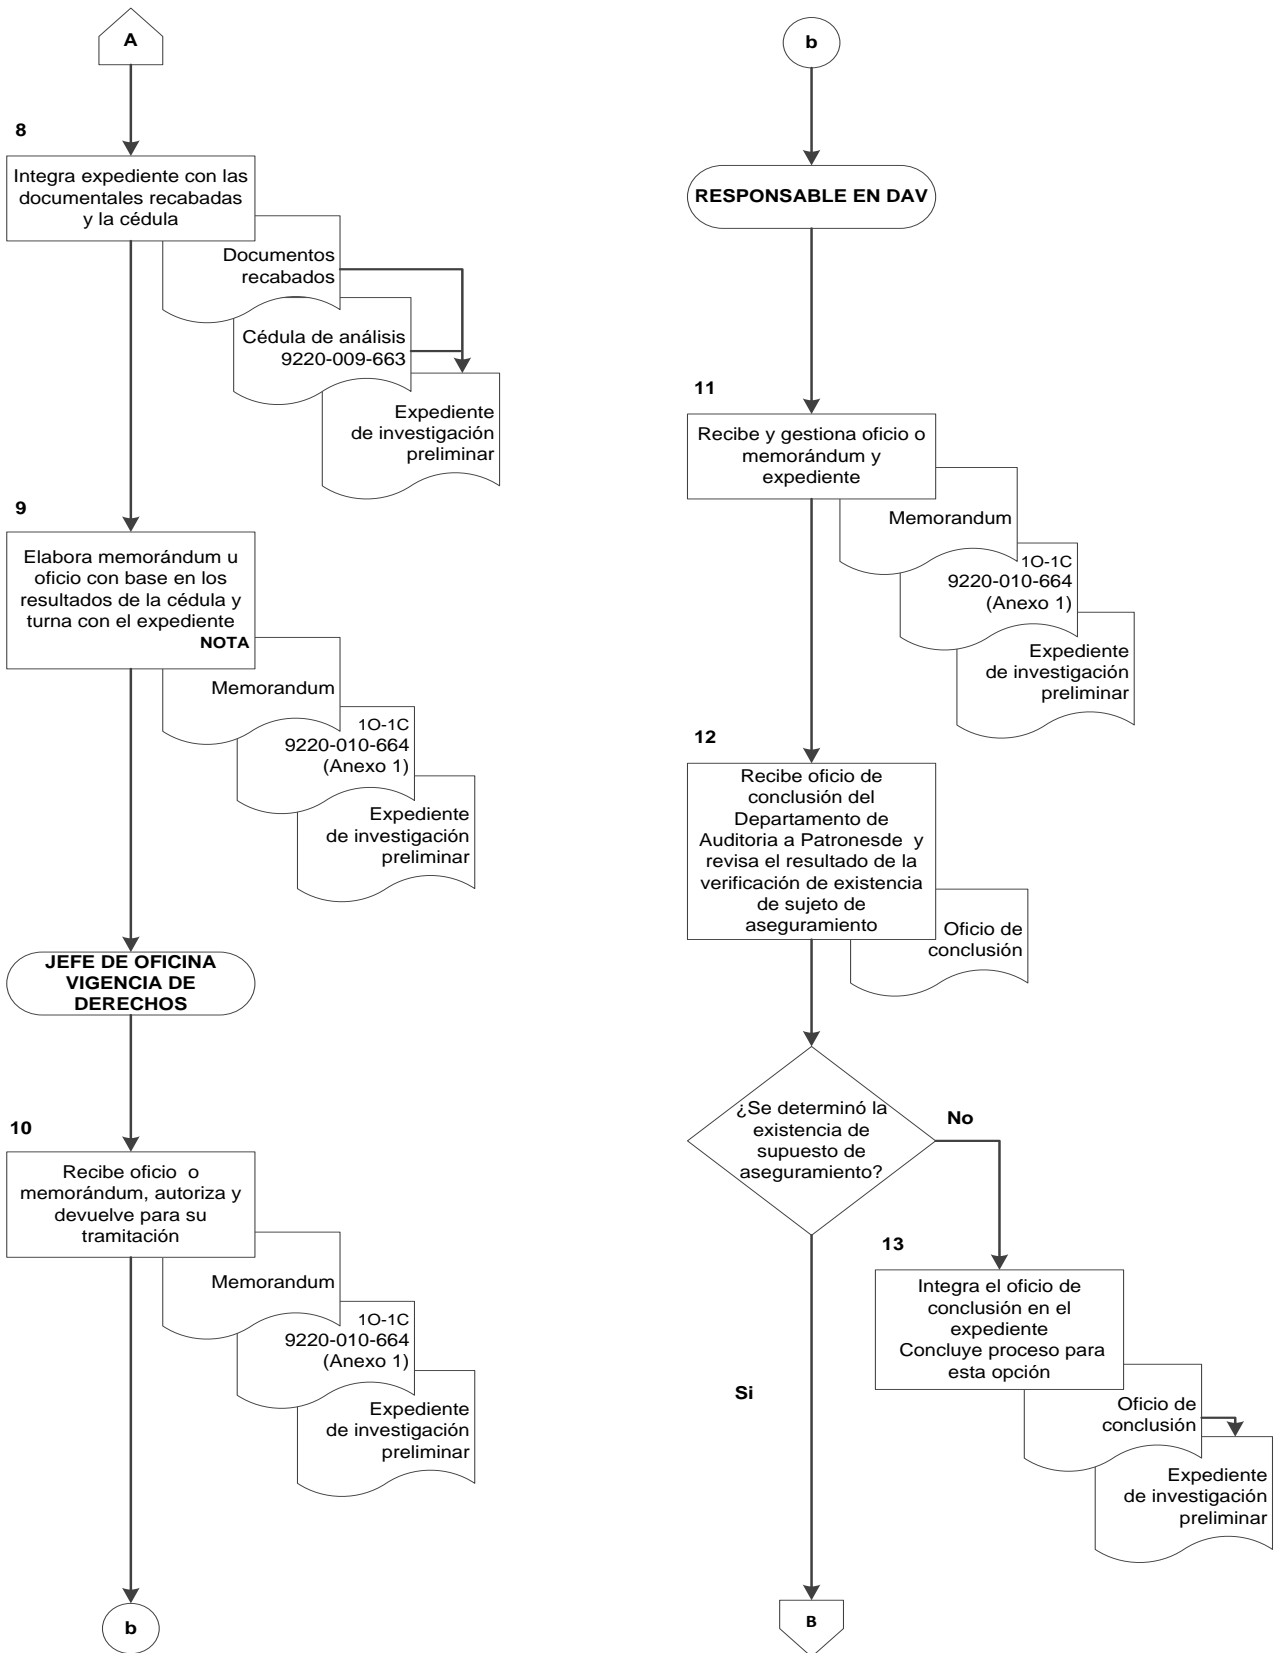 A
8
Integra expediente con las
documentales recabadas
y la cédula
Documentos
recabados
Cédula de análisis
9220-009-663
Expediente
de investigación
preliminar
9
Elabora memorándum u
oficio con base en los
resultados de la cédula y
turna con el expediente
NOTA
Memorandum
1O-1C
9220-010-664
(Anexo 1)
Expediente
de investigación
preliminar
JEFE DE OFICINA
VIGENCIA DE
DERECHOS
10
Recibe oficio o
memorándum, autoriza y
devuelve para su
tramitación
Memorandum
1O-1C
9220-010-664
(Anexo 1)
Expediente
de investigación
preliminar
b
b
RESPONSABLE EN DAV
11
Recibe y gestiona oficio o
memorándum y
expediente
Memorandum
1O-1C
9220-010-664
(Anexo 1)
Expediente
de investigación
preliminar
12
Recibe oficio de
conclusión del
Departamento de
Auditoria a Patronesde y
revisa el resultado de la
verificación de existencia
de sujeto de
aseguramiento
Oficio de
conclusión
¿Se determinó la
existencia de
supuesto de
aseguramiento?
No
13
Integra el oficio de
conclusión en el
expediente
Concluye proceso para
esta opción
Oficio de
conclusión
Expediente
de investigación
preliminar
Si
B